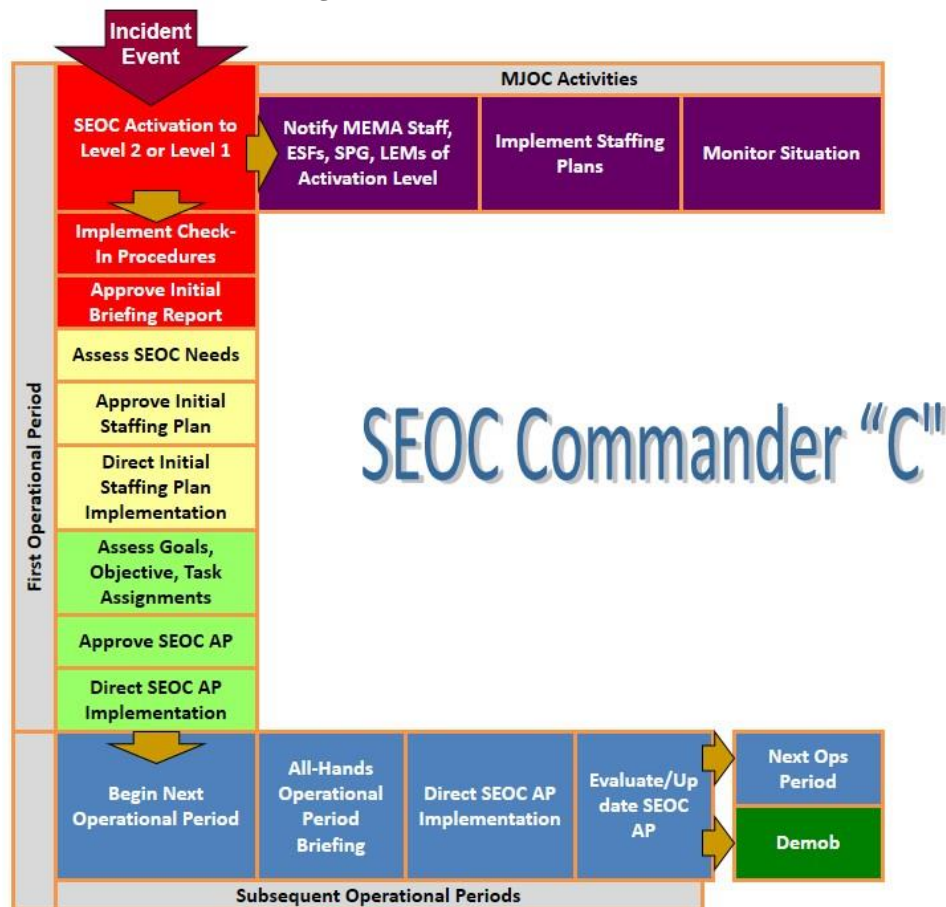 Incident
Event
MJOC Activities
SEOC Activation to
Level 2 or Level 1
Notify MEMA Staff,
ESFs, SPG, LEMs of
Activation Level
Implement Staffing
Plans
Monitor Situation
Implement Check-
In Procedures
Approve Initial
Briefing Report
Assess SEOC Needs
Approve Initial
Staffing Plan
Direct Initial
Staffing Plan
Implementation
Assess Goals,
Objective, Task
Assignments
Approve SEOC AP
Direct SEOC AP
Implementation
First Operational Period
SEOC Commander “C"
Begin Next
Operational Period
All-Hands
Operational
Period
Briefing
Direct SEOC AP
Implementation
Evaluate/Up
date SEOC
AP
Next Ops
Period
Demob
Subsequent Operational Periods